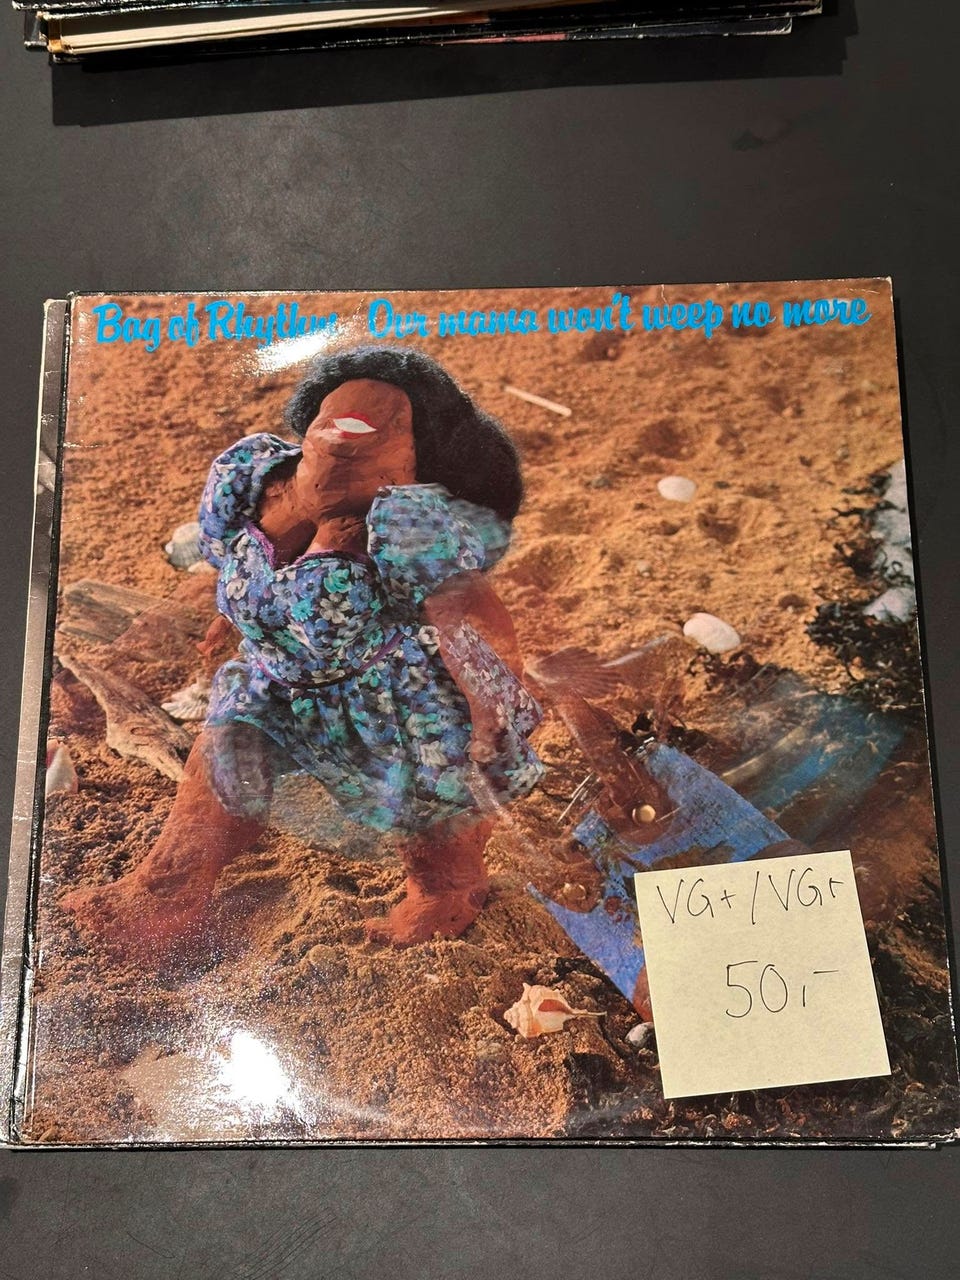 Bag of Rhythm Our mama won't weep no more
VG+/VG+
50,-